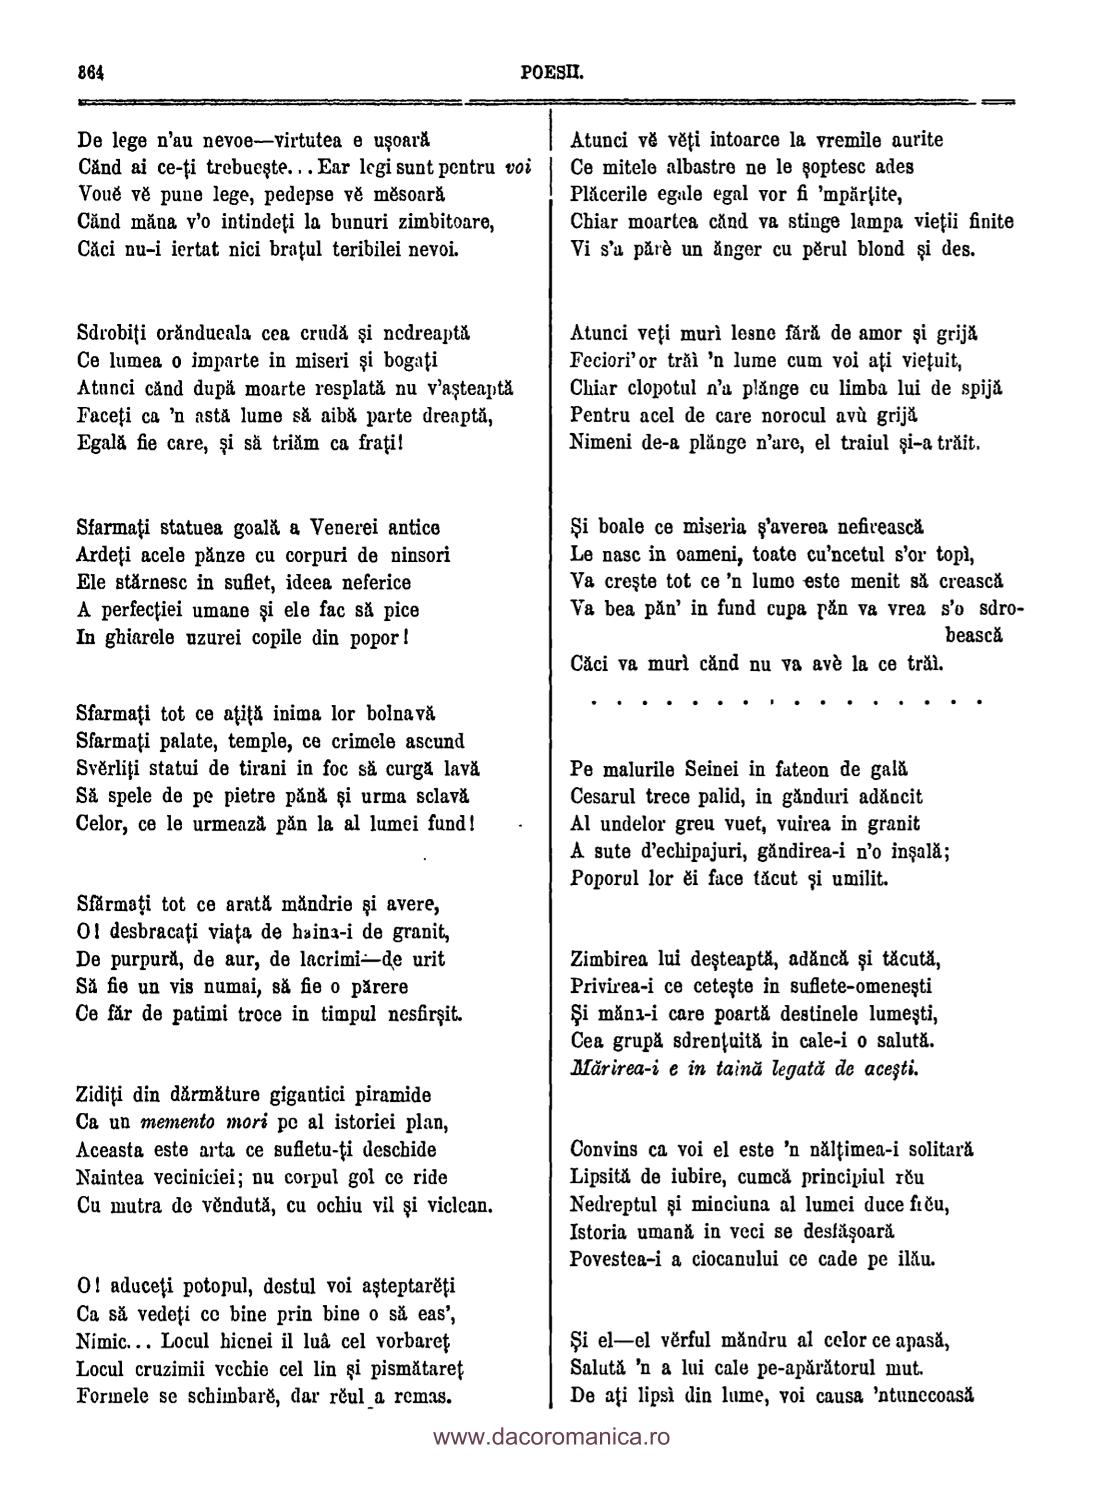 364
POESII.
De lege n'au nevoe—virtutea e uşoară
Când ai ce-ţi trebueşte... Ear legi sunt pentru voi
Vouĕ vĕ pune lege, pedepse vĕ mĕsoară
Când mâna v'o intindeţi la bunuri zimbitoare,
Căci nu-i iertat nici braţul teribilei nevoi.
Sdrobiţi orândueala cea crudă şi nedreaptă
Ce lumea o imparte in miseri şi bogaţi
Atunci când după moarte resplată nu v'aşteaptă
Faceţi ca 'n astă lume să aibă parte dreaptă,
Egală fie care, şi să triăm ca fraţi!
Sfarmaţi statuea goală a Venerei antice
Ardeţi acele pânze cu corpuri de ninsori
Ele stârnesc in suflet, ideea neferice
A perfecţiei umane şi ele fac să pice
In ghiarele uzurei copile din popor!
Sfarmaţi tot ce aţiţă inima lor bolnavă
Sfarmaţi palate, temple, ce crimele ascund
Svĕrliţi statui de tirani in foc să curgă lavă
Să spele de pe pietre până şi urma sclavă
Celor, ce le urmează păn la al lumei fund!
Sfărmaţi tot ce arată mândrie şi avere,
O! desbracaţi viaţa de haina-i de granit,
De purpură, de aur, de lacrimi—de urit
Să fie un vis numai, să fie o părere
Ce făr de patimi trece in timpul nesfirşit.
Zidiţi din dărmăture gigantici piramide
Ca un memento mori pe al istoriei plan,
Aceasta este arta ce sufletu-ţi deschide
Naintea veciniciei; nu corpul gol ce ride
Cu mutra de vĕndută, cu ochiu vil şi viclean.
O! aduceţi potopul, destul voi aşteptarĕţi
Ca să vedeţi ce bine prin bine o să eas',
Nimic... Locul hienei il luâ cel vorbareţ
Locul cruzimii vechie cel lin şi pismătareţ
Formele se schimbarĕ, dar rĕul a remas.
Atunci vĕ vĕţi intoarce la vremile aurite
Ce mitele albastre ne le şoptesc ades
Plăcerile egale egal vor fi 'mpărţite,
Chiar moartea când va stinge lampa vieţii finite
Vi s'a părè un ânger cu pĕrul blond şi des.
Atunci veţi murì lesne fără de amor şi grijă
Feciori'or trăì 'n lume cum voi aţi vieţuit,
Chiar clopotul n'a plânge cu limba lui de spijă
Pentru acel de care norocul avù grijă
Nimeni de-a plânge n'are, el traiul şi-a trăit.
Şi boale ce miseria ş'averea nefirească
Le nasc in oameni, toate cu'ncetul s'or topì,
Va creşte tot ce 'n lume este menit să crească
Va bea păn' in fund cupa păn va vrea s'o sdro-
bească
Căci va murì când nu va avè la ce trăì.
. . . . . . . . . . . . . . . .
Pe malurile Seinei in fateon de gală
Cesarul trece palid, in gânduri adâncit
Al undelor greu vuet, vuirea in granit
A sute d'echipajuri, gândirea-i n'o inşală;
Poporul lor ĕi face tăcut şi umilit.
Zimbirea lui deşteaptă, adâncă şi tăcută,
Privirea-i ce ceteşte in suflete-omeneşti
Şi mâna-i care poartă destinele lumeşti,
Cea grupă sdrenţuită in cale-i o salută.
Mărirea-i e in taină legată de aceşti.
Convins ca voi el este 'n nălţimea-i solitară
Lipsită de iubire, cumcă principiul rĕu
Nedreptul şi minciuna al lumei duce frĕu,
Istoria umană in veci se desfăşoară
Povestea-i a ciocanului ce cade pe ilău.
Şi el—el vĕrful mândru al celor ce apasă,
Salută 'n a lui cale pe-apărătorul mut.
De aţi lipsì din lume, voi causa 'ntunecoasă
www.dacoromanica.ro